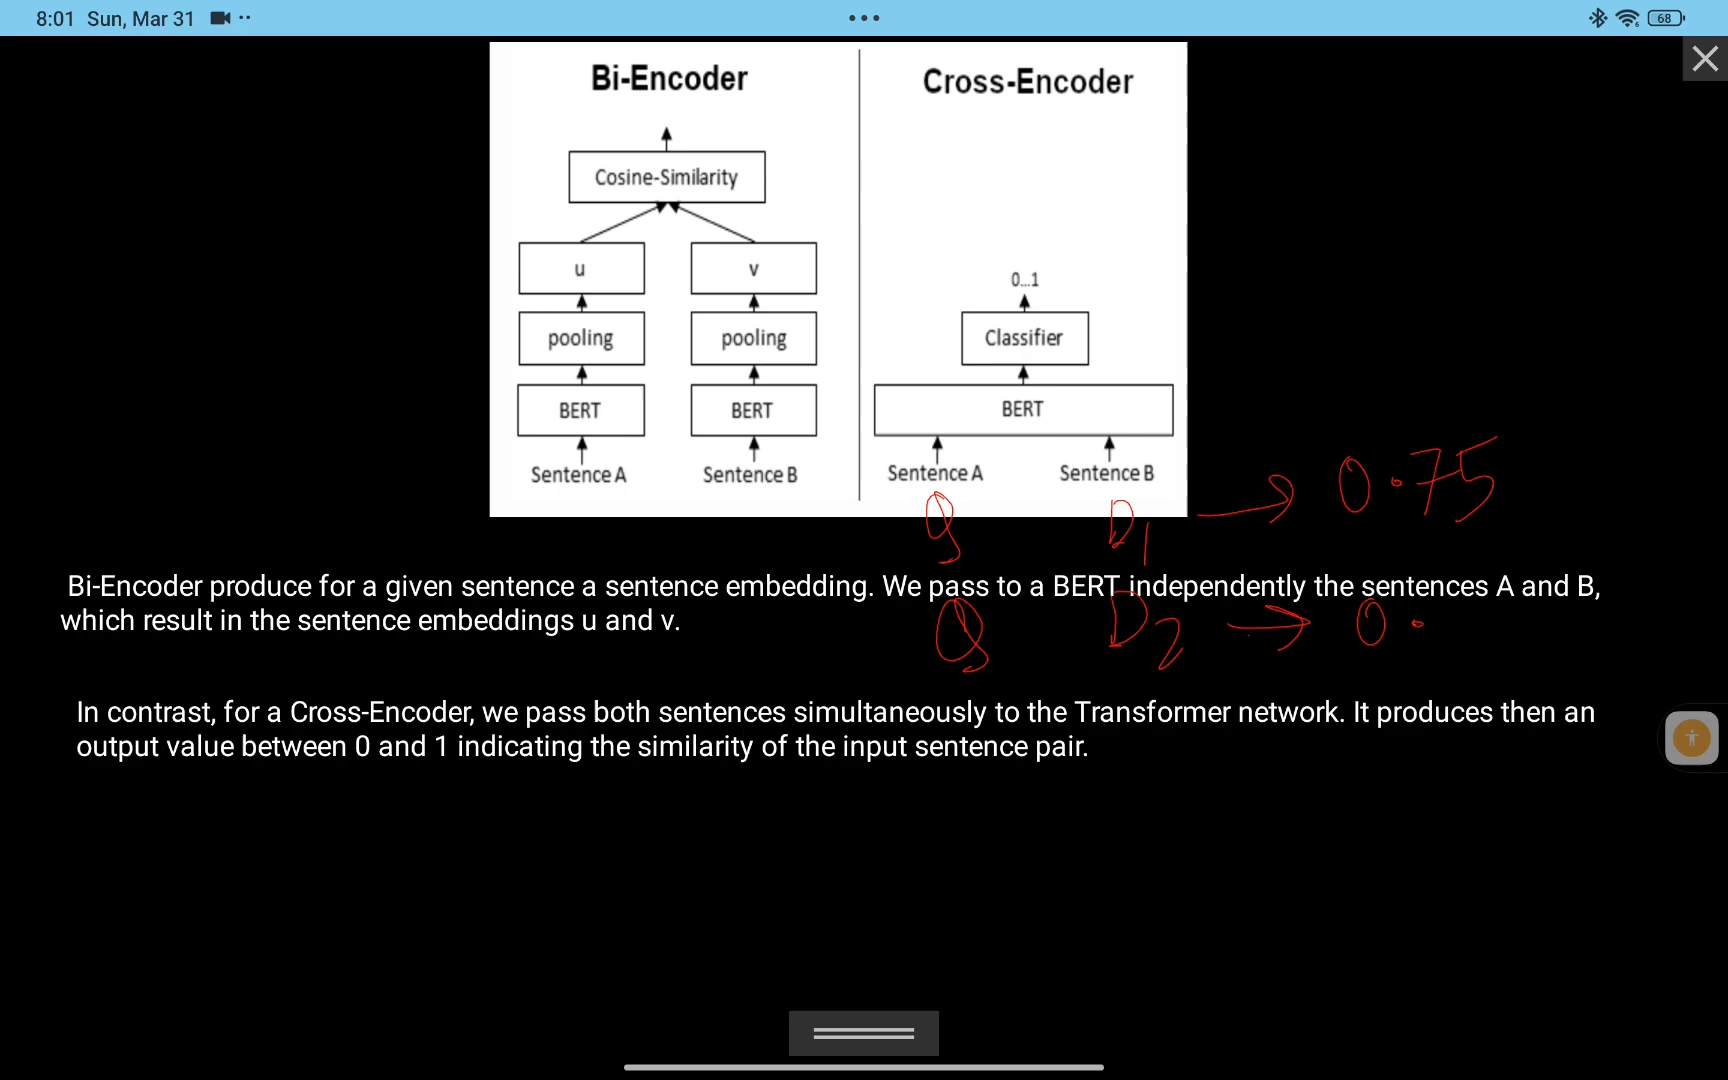 8:01 Sun, Mar 31
68
Bi-Encoder
Cross-Encoder
Cosine-Similarity
u
v
0...1
pooling
pooling
Classifier
BERT
BERT
BERT
Sentence A
Sentence B
Sentence A
Sentence B
Q D1 → 0.75
Bi-Encoder produce for a given sentence a sentence embedding. We pass to a BERT independently the sentences A and B,
which result in the sentence embeddings u and v.
Q D2 → 0.
In contrast, for a Cross-Encoder, we pass both sentences simultaneously to the Transformer network. It produces then an
output value between 0 and 1 indicating the similarity of the input sentence pair.